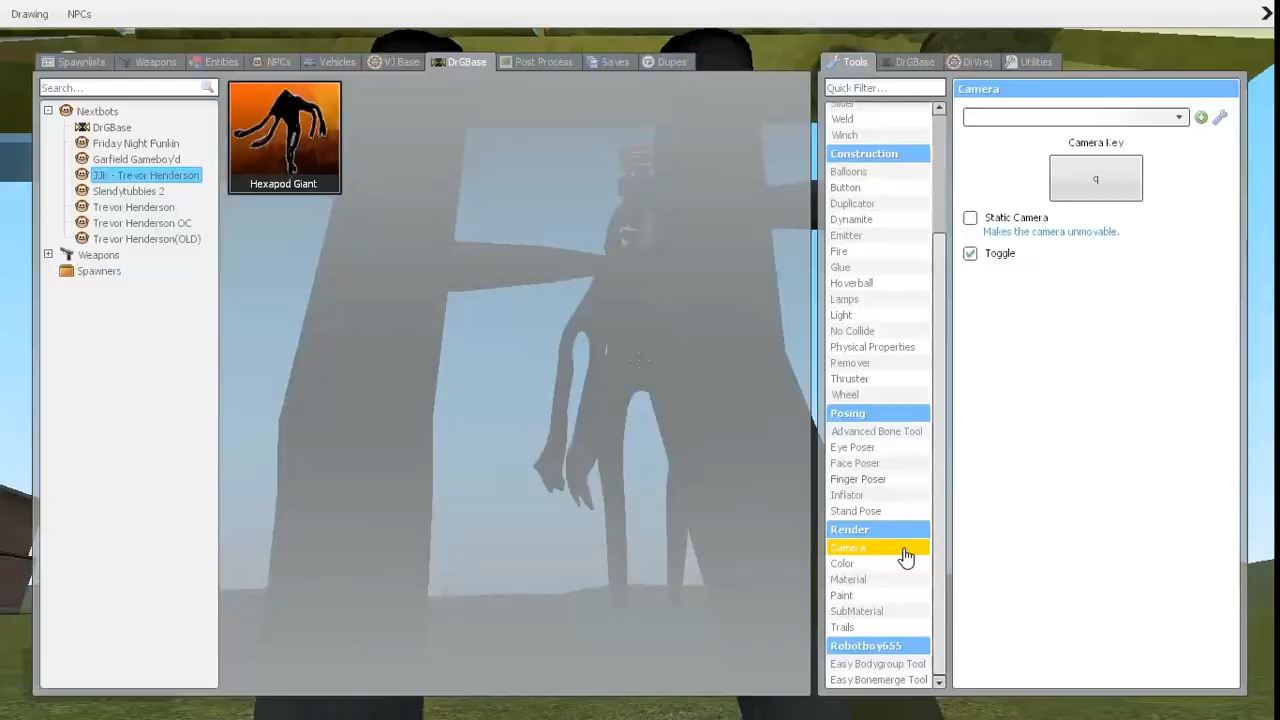 Drawing NPCs
Spawnlists Weapons Entities NPCs Vehicles VJ Base DrGBase Post Process Saves Dupes
Search...
Nextbots
DrGBase
Friday Night Funkin
Garfield Gameboy'd
JJK - Trevor Henderson
Slendytubbies 2
Trevor Henderson
Trevor Henderson OC
Trevor Henderson(OLD)
Weapons
Spawners
Hexapod Giant
Tools DrGBase DrVrej Utilities
Quick Filter...
Slider
Weld
Winch
Construction
Balloons
Button
Duplicator
Dynamite
Emitter
Fire
Glue
Hoverball
Lamps
Light
No Collide
Physical Properties
Remover
Thruster
Wheel
Posing
Advanced Bone Tool
Eye Poser
Face Poser
Finger Poser
Inflator
Stand Pose
Render
Camera
Color
Material
Paint
SubMaterial
Trails
Robotboy655
Easy Bodygroup Tool
Easy Bonemerge Tool
Camera
Camera Key
q
Static Camera
Makes the camera unmovable.
Toggle